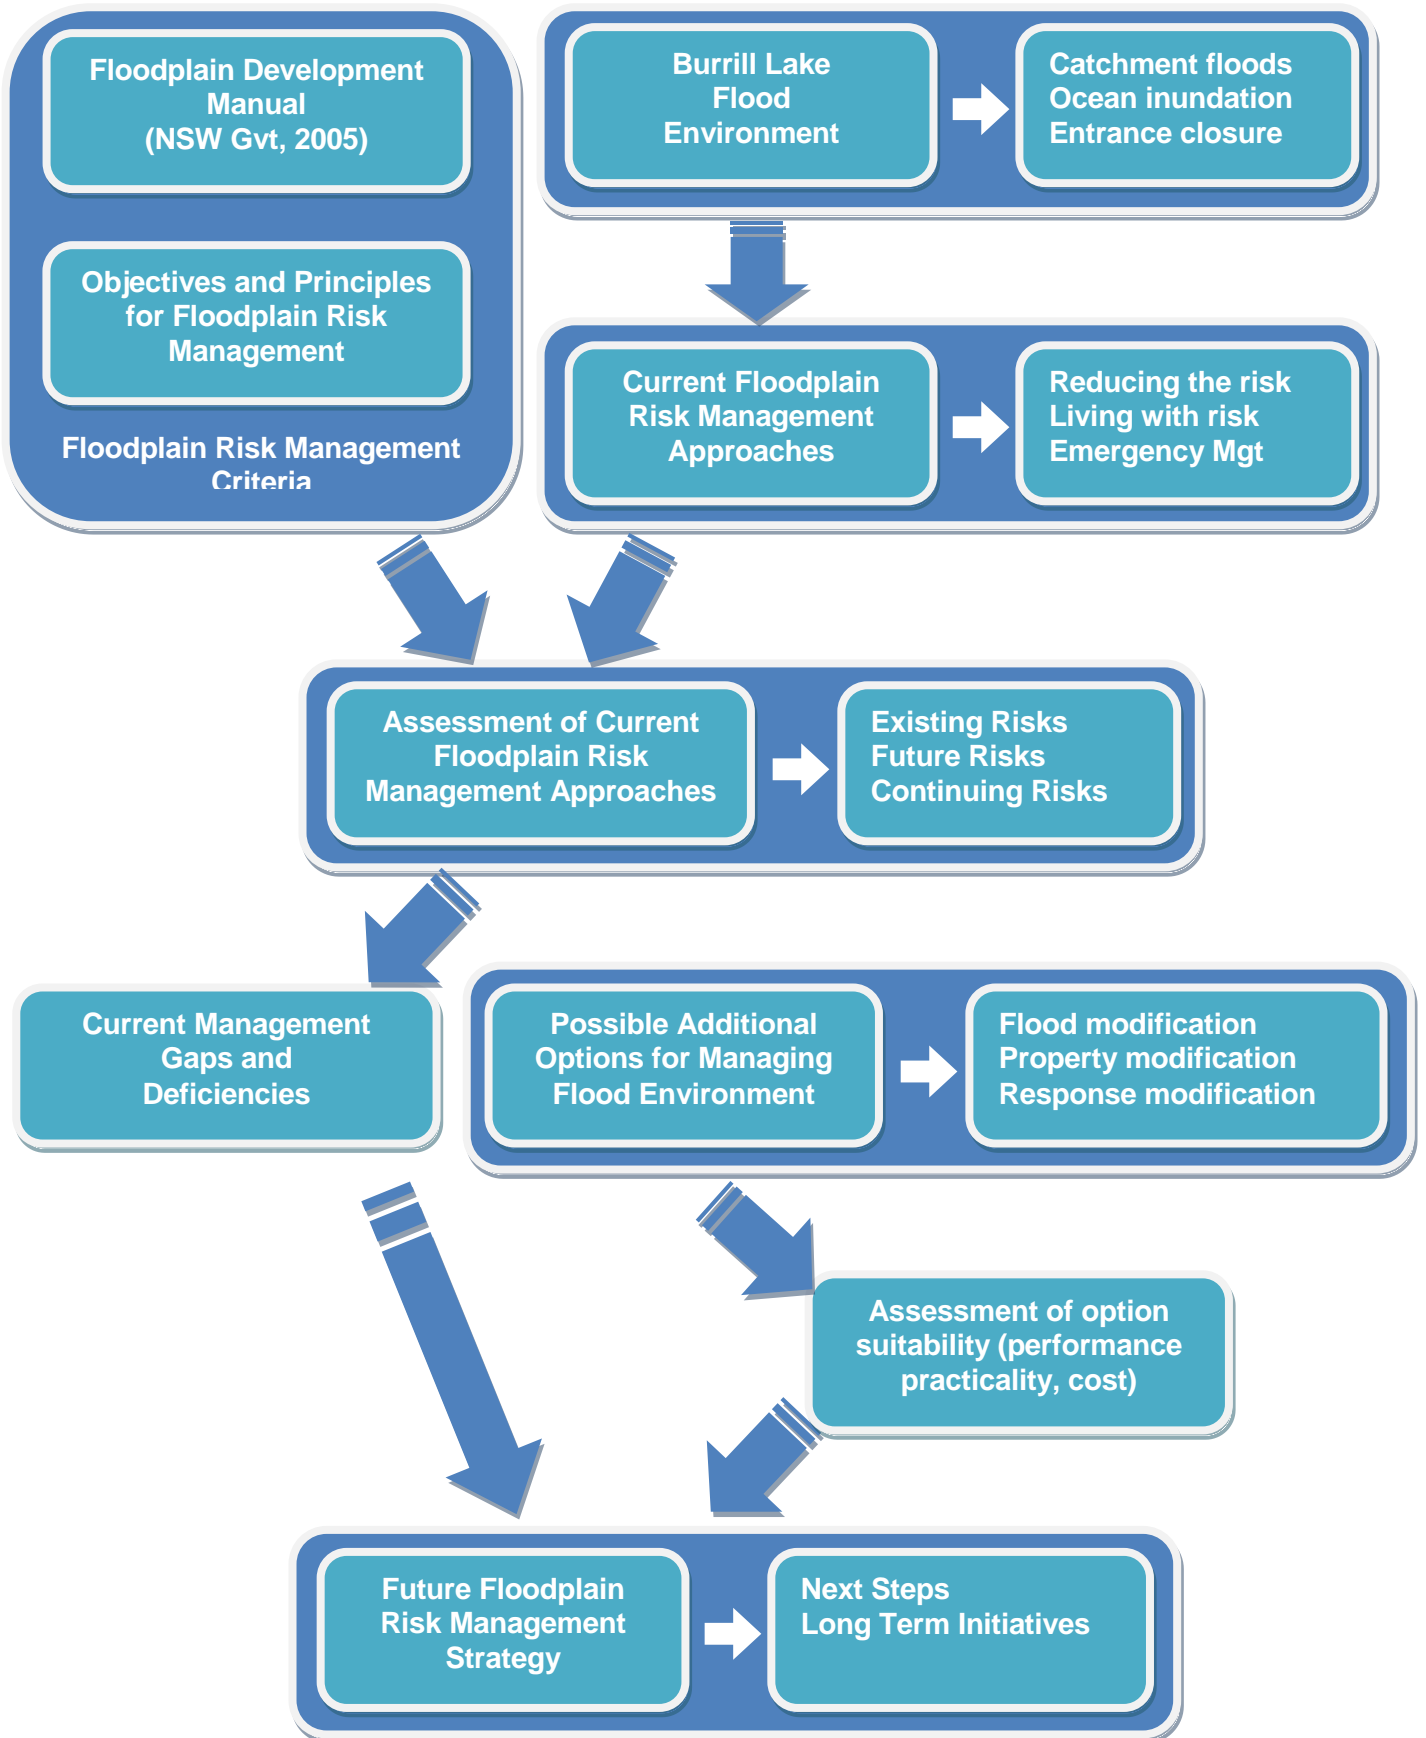 Floodplain Development
Manual
(NSW Gvt, 2005)
Objectives and Principles
for Floodplain Risk
Management
Floodplain Risk Management
Criteria
Burrill Lake
Flood
Environment
Catchment floods
Ocean inundation
Entrance closure
Current Floodplain
Risk Management
Approaches
Reducing the risk
Living with risk
Emergency Mgt
Assessment of Current
Floodplain Risk
Management Approaches
Existing Risks
Future Risks
Continuing Risks
Current Management
Gaps and
Deficiencies
Possible Additional
Options for Managing
Flood Environment
Flood modification
Property modification
Response modification
Assessment of option
suitability (performance
practicality, cost)
Future Floodplain
Risk Management
Strategy
Next Steps
Long Term Initiatives